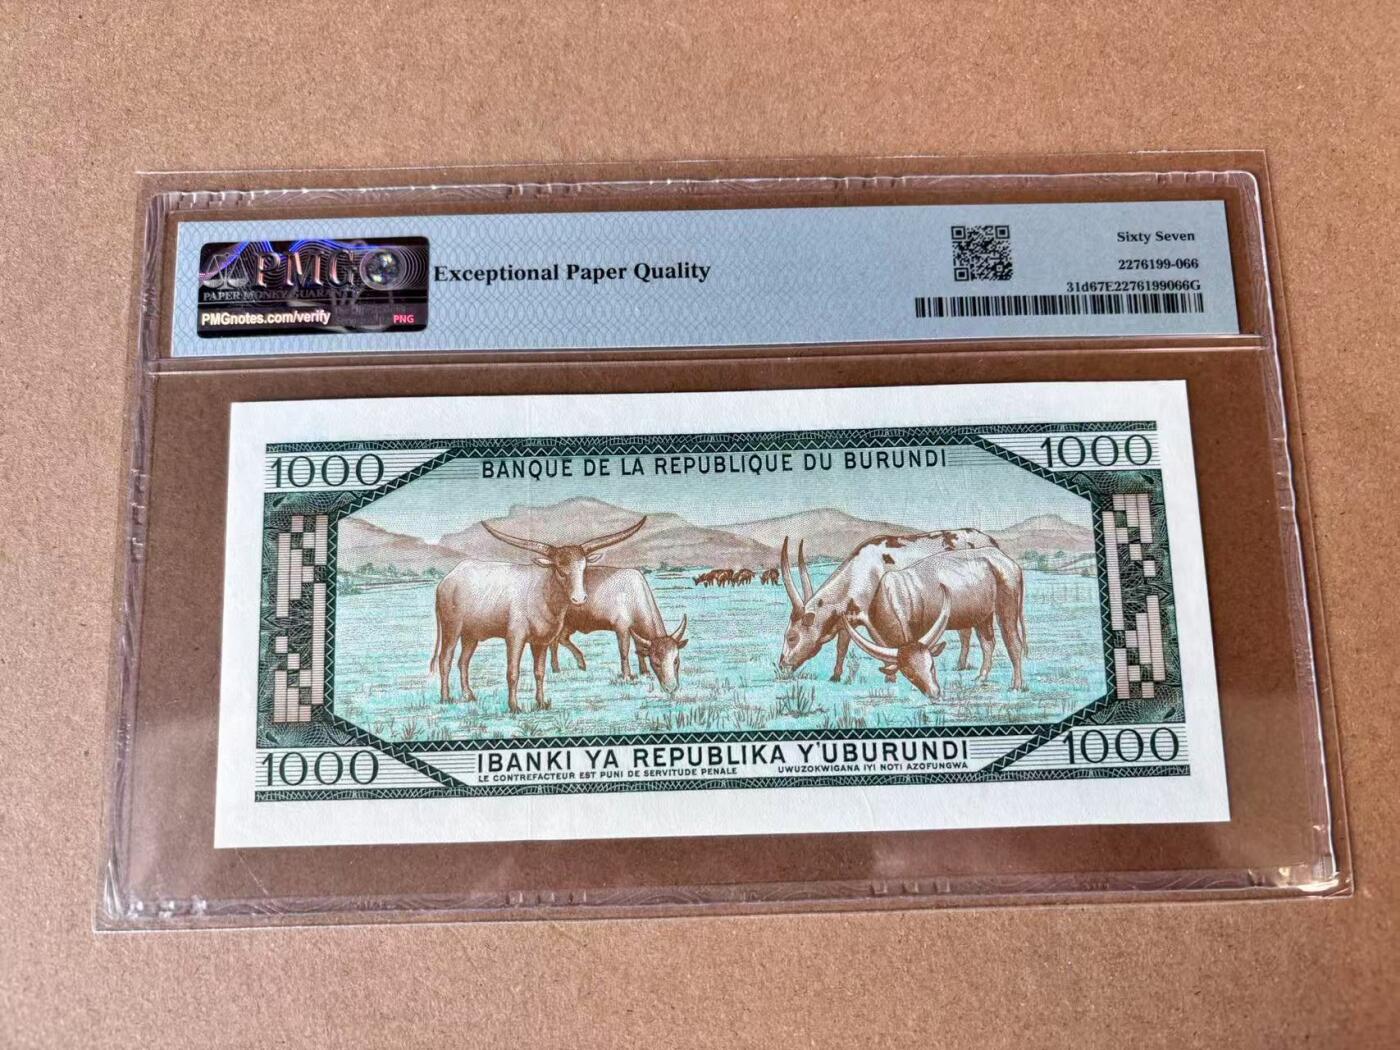 PMG
PAPER MONEY GUARANTY
PMGnotes.com/verify
PNG
Exceptional Paper Quality
Sixty Seven
2276199-066
31d67E2276199066G
1000
BANQUE DE LA REPUBLIQUE DU BURUNDI
1000
1000
IBANKI YA REPUBLIKA Y'UBURUNDI
1000
LE CONTREFACTEUR EST PUNI DE SERVITUDE PENALE
UWUZOKWIGANA IYI NOTI AZOFUNGWA